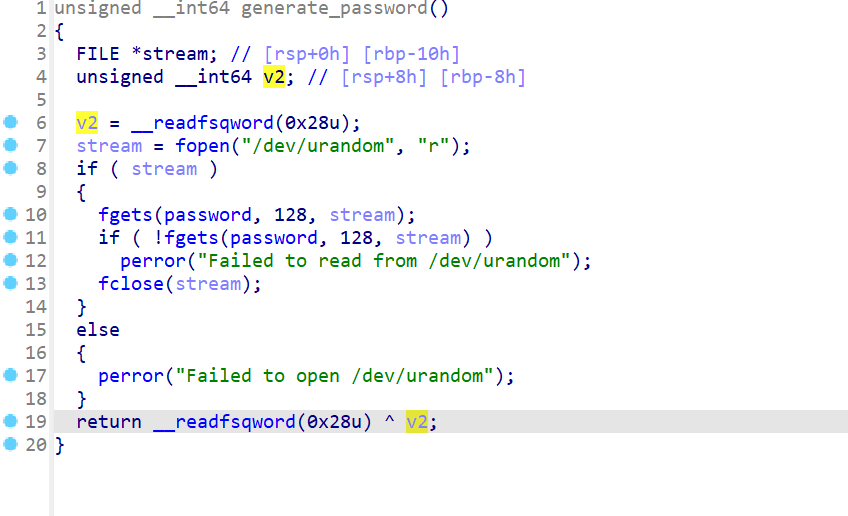 1 unsigned __int64 generate_password()
2 {
3   FILE *stream; // [rsp+0h] [rbp-10h]
4   unsigned __int64 v2; // [rsp+8h] [rbp-8h]
5
6   v2 = __readfsqword(0x28u);
7   stream = fopen("/dev/urandom", "r");
8   if ( stream )
9   {
10     fgets(password, 128, stream);
11     if ( !fgets(password, 128, stream) )
12       perror("Failed to read from /dev/urandom");
13     fclose(stream);
14   }
15   else
16   {
17     perror("Failed to open /dev/urandom");
18   }
19   return __readfsqword(0x28u) ^ v2;
20 }